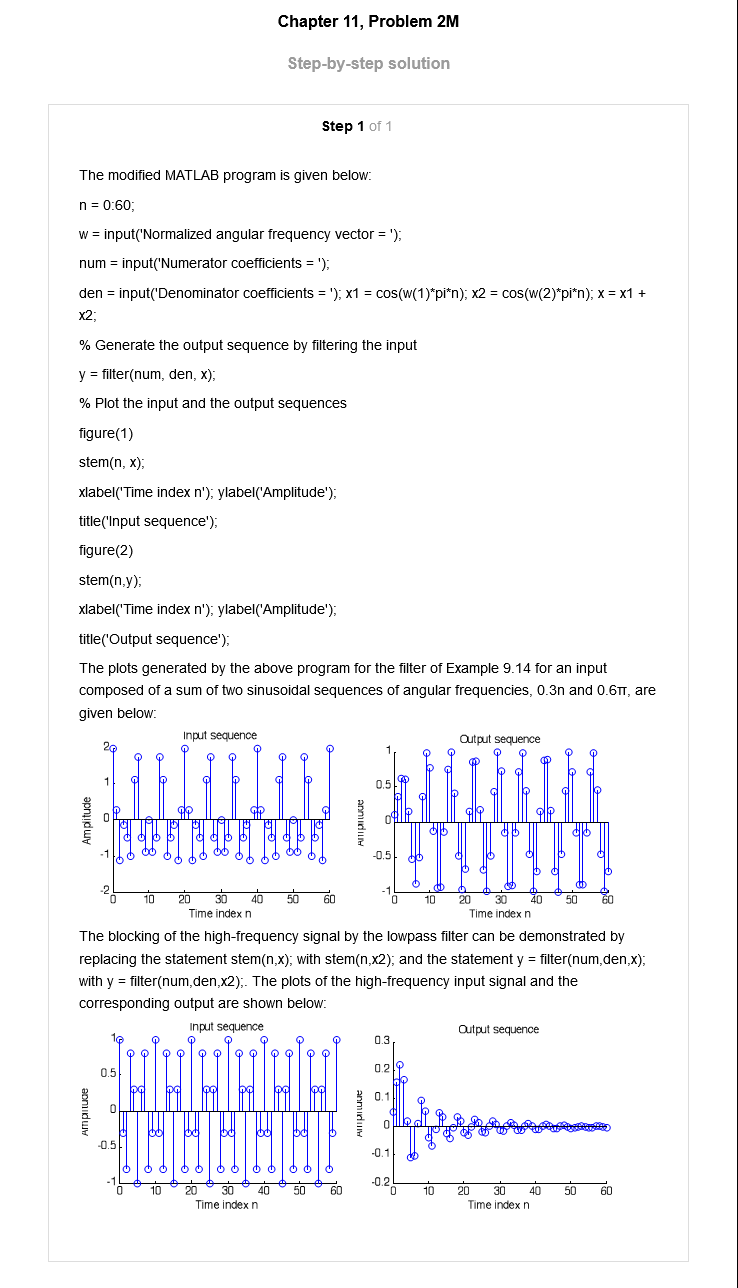 Chapter 11, Problem 2M
Step-by-step solution
Step 1 of 1
The modified MATLAB program is given below:
n = 0:60;
w = input('Normalized angular frequency vector = ');
num = input('Numerator coefficients = ');
den = input('Denominator coefficients = '); x1 = cos(w(1)*pi*n); x2 = cos(w(2)*pi*n); x = x1 +
x2;
% Generate the output sequence by filtering the input
y = filter(num, den, x);
% Plot the input and the output sequences
figure(1)
stem(n, x);
xlabel('Time index n'); ylabel('Amplitude');
title('Input sequence');
figure(2)
stem(n,y);
xlabel('Time index n'); ylabel('Amplitude');
title('Output sequence');
The plots generated by the above program for the filter of Example 9.14 for an input
composed of a sum of two sinusoidal sequences of angular frequencies, 0.3n and 0.6π, are
given below:
Input sequence
2
1
0
-1
-2
Amplitude
0 10 20 30 40 50 60
Time index n
Output sequence
1
0.5
0
-0.5
-1
Amplitude
0 10 20 30 40 50 60
Time index n
The blocking of the high-frequency signal by the lowpass filter can be demonstrated by
replacing the statement stem(n,x); with stem(n,x2); and the statement y = filter(num,den,x);
with y = filter(num,den,x2);. The plots of the high-frequency input signal and the
corresponding output are shown below:
Input sequence
1
0.5
0
-0.5
-1
Amplitude
0 10 20 30 40 50 60
Time index n
Output sequence
0.3
0.2
0.1
0
-0.1
-0.2
Amplitude
0 10 20 30 40 50 60
Time index n